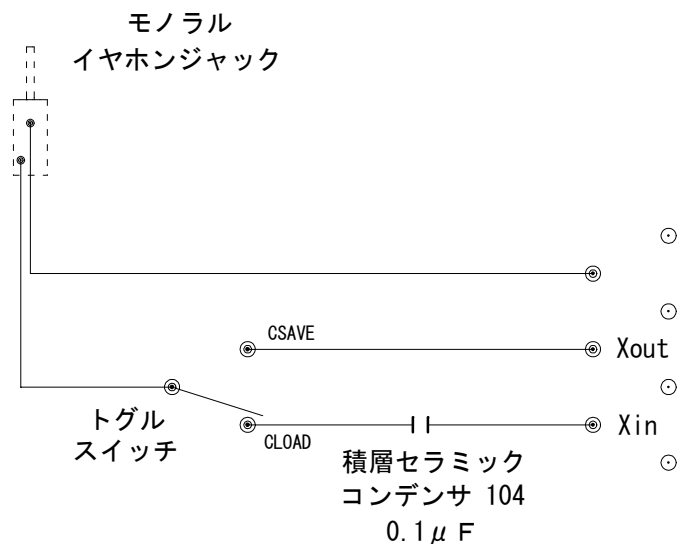 モノラル
イヤホンジャック
CSAVE
Xout
トグル
スイッチ
CLOAD
Xin
積層セラミック
コンデンサ 104
0.1μF